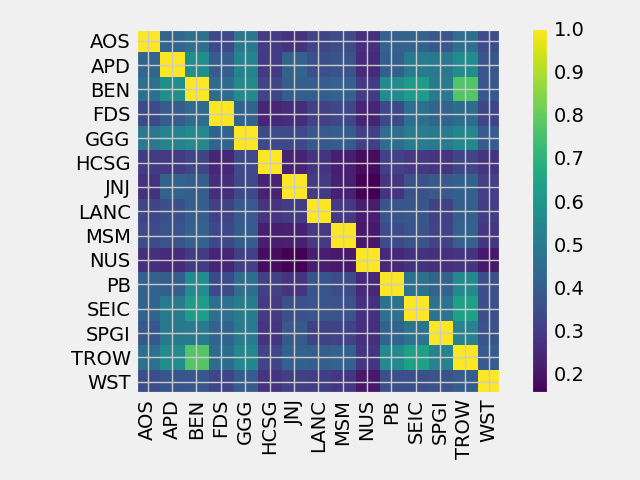 AOS
APD
BEN
FDS
GGG
HCSG
JNJ
LANC
MSM
NUS
PB
SEIC
SPGI
TROW
WST
AOS APD BEN FDS GGG HCSG JNJ LANC MSM NUS PB SEIC SPGI TROW WST
1.0
0.9
0.8
0.7
0.6
0.5
0.4
0.3
0.2